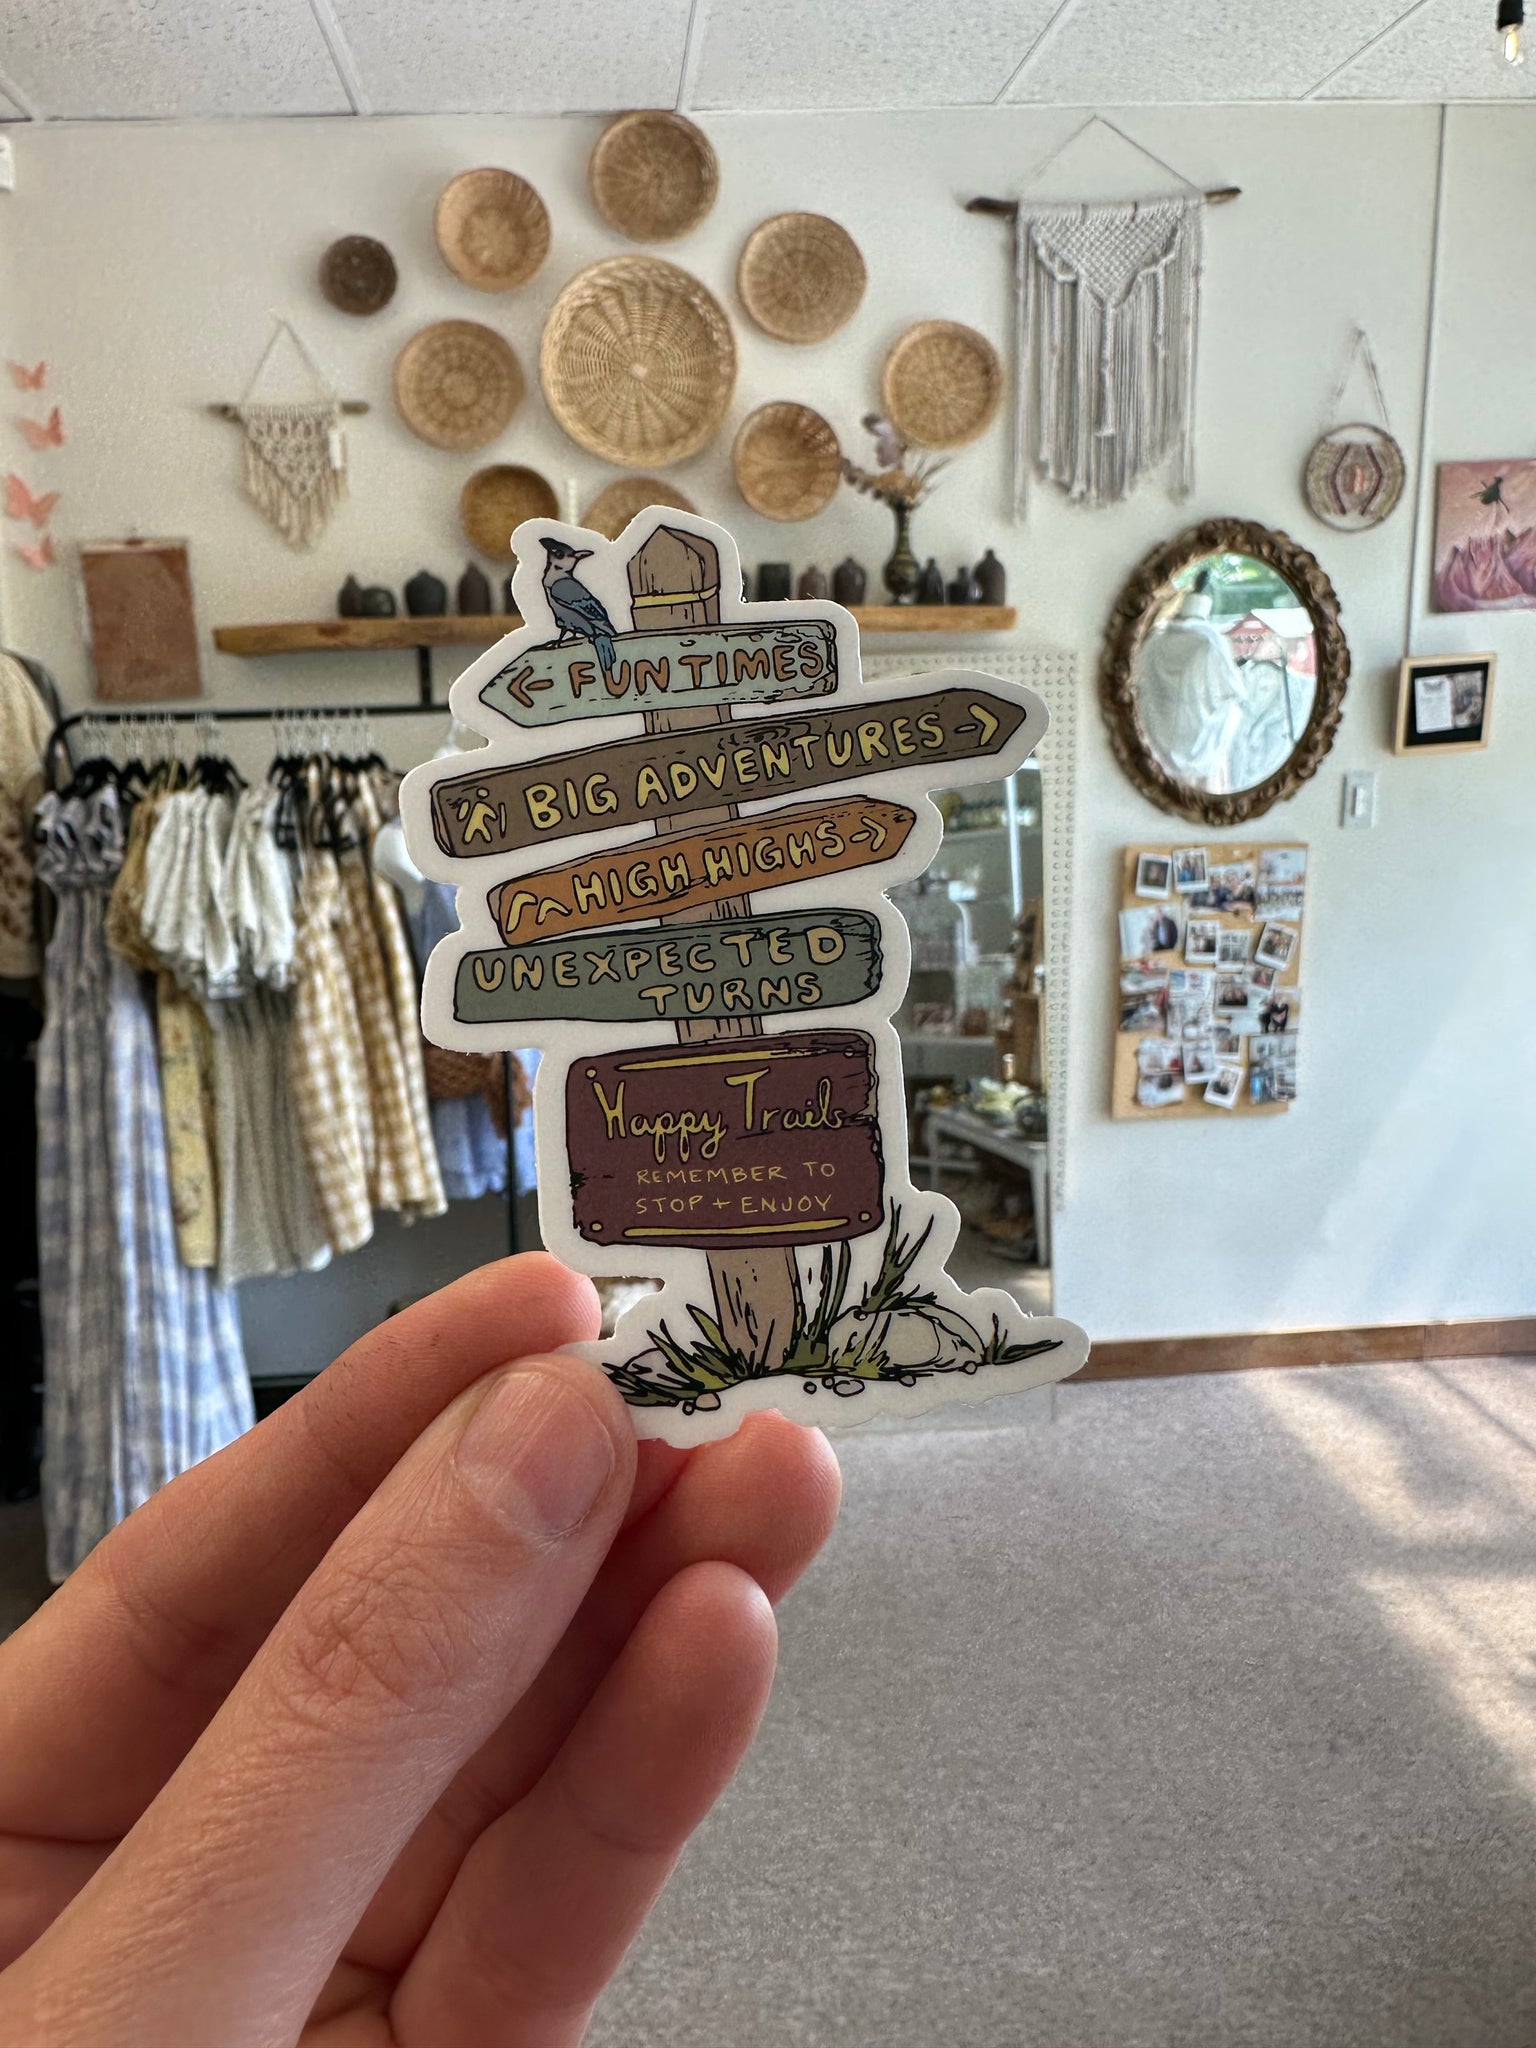 <- FUN TIMES
BIG ADVENTURES ->
HIGH HIGHS ->
UNEXPECTED
TURNS
Happy Trails
REMEMBER TO
STOP + ENJOY